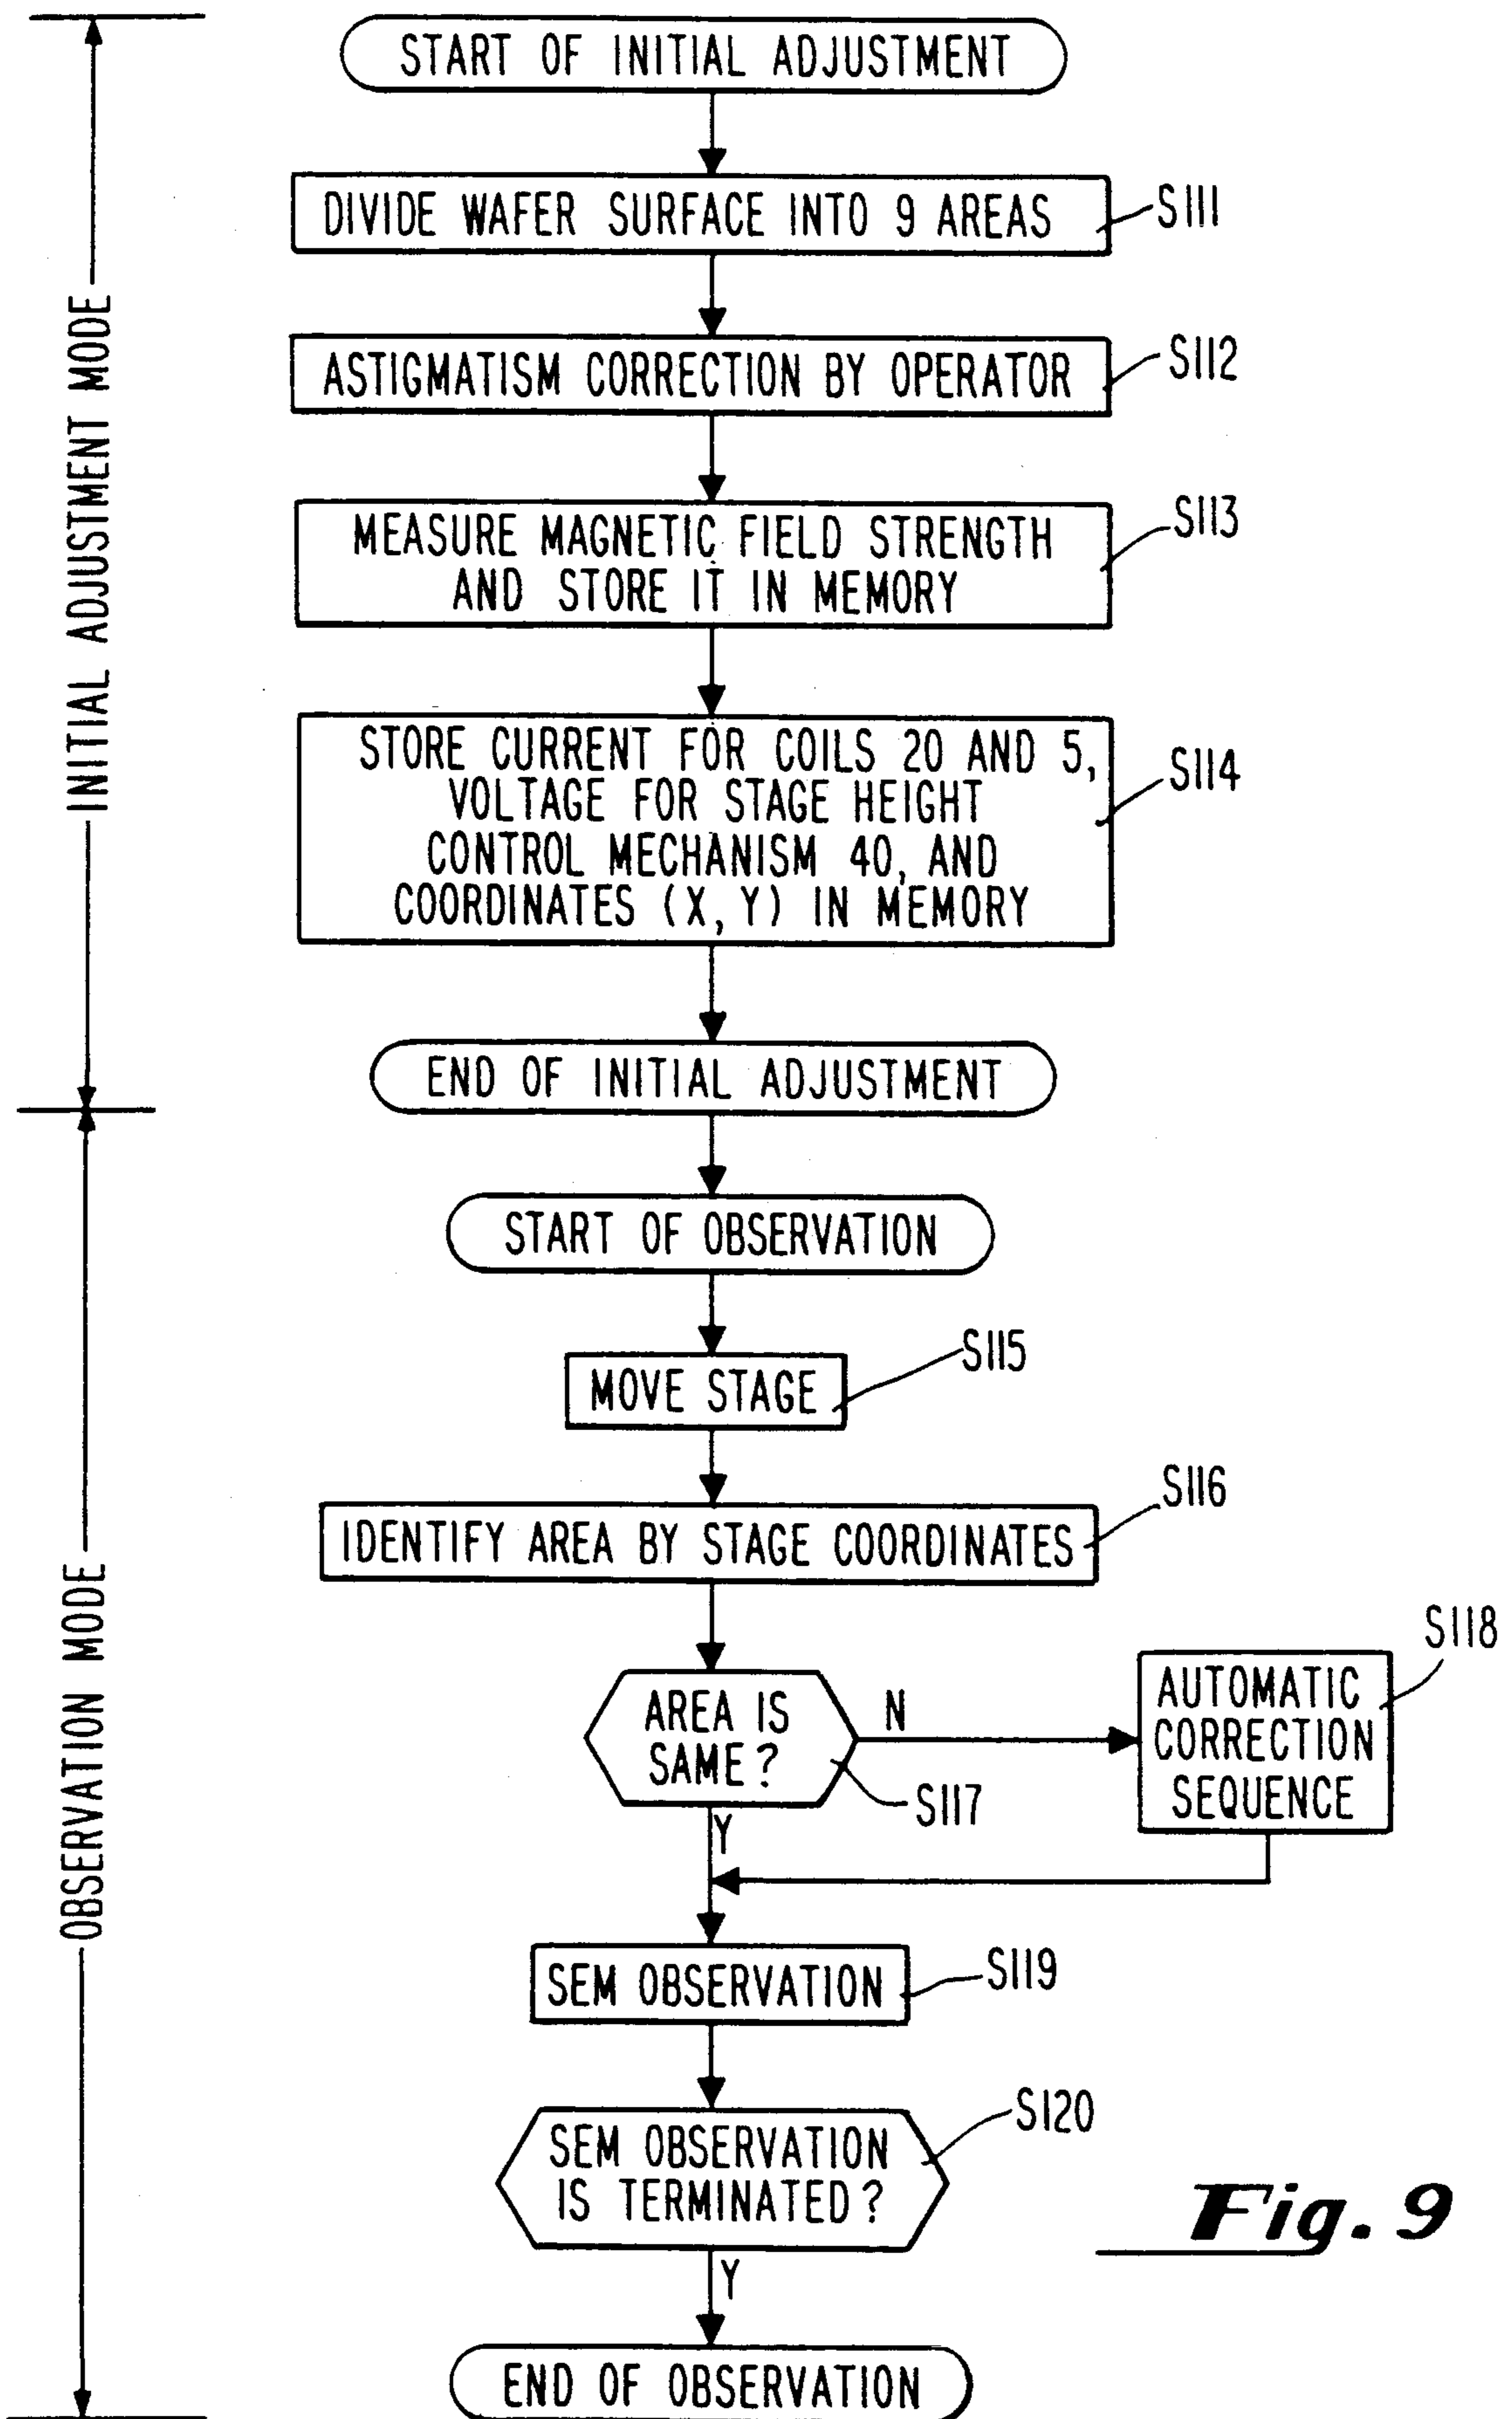 START OF INITIAL ADJUSTMENT
DIVIDE WAFER SURFACE INTO 9 AREAS
S111
ASTIGMATISM CORRECTION BY OPERATOR
S112
MEASURE MAGNETIC FIELD STRENGTH
AND STORE IT IN MEMORY
S113
STORE CURRENT FOR COILS 20 AND 5,
VOLTAGE FOR STAGE HEIGHT
CONTROL MECHANISM 40, AND
COORDINATES (X, Y) IN MEMORY
S114
END OF INITIAL ADJUSTMENT
INITIAL ADJUSTMENT MODE
START OF OBSERVATION
MOVE STAGE
S115
IDENTIFY AREA BY STAGE COORDINATES
S116
AREA IS
SAME?
S117
N
Y
AUTOMATIC
CORRECTION
SEQUENCE
S118
SEM OBSERVATION
S119
SEM OBSERVATION
IS TERMINATED?
S120
Y
END OF OBSERVATION
OBSERVATION MODE
Fig. 9